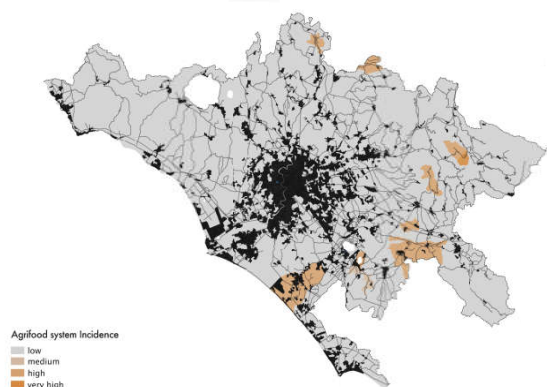 Agrifood system Incidence
low
medium
high
very high